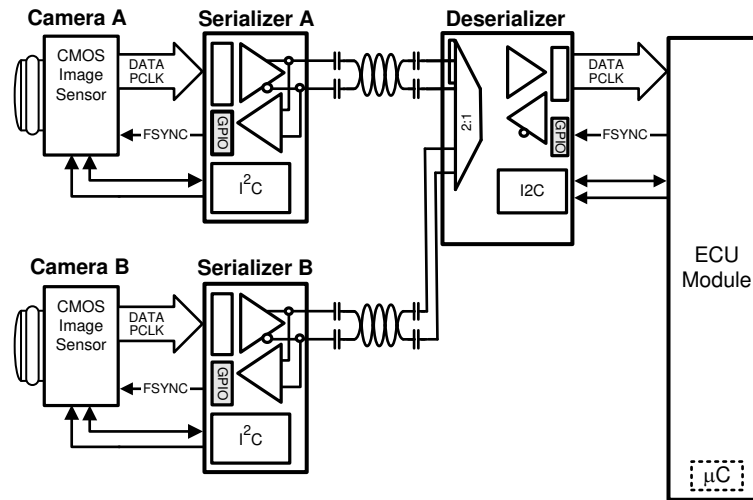 Camera A
Serializer A
Deserializer
CMOS
Image
Sensor
DATA
PCLK
FSYNC
GPIO
I²C
2:1
DATA
PCLK
GPIO
FSYNC
I2C
ECU
Module
µC
Camera B
Serializer B
CMOS
Image
Sensor
DATA
PCLK
FSYNC
GPIO
I²C